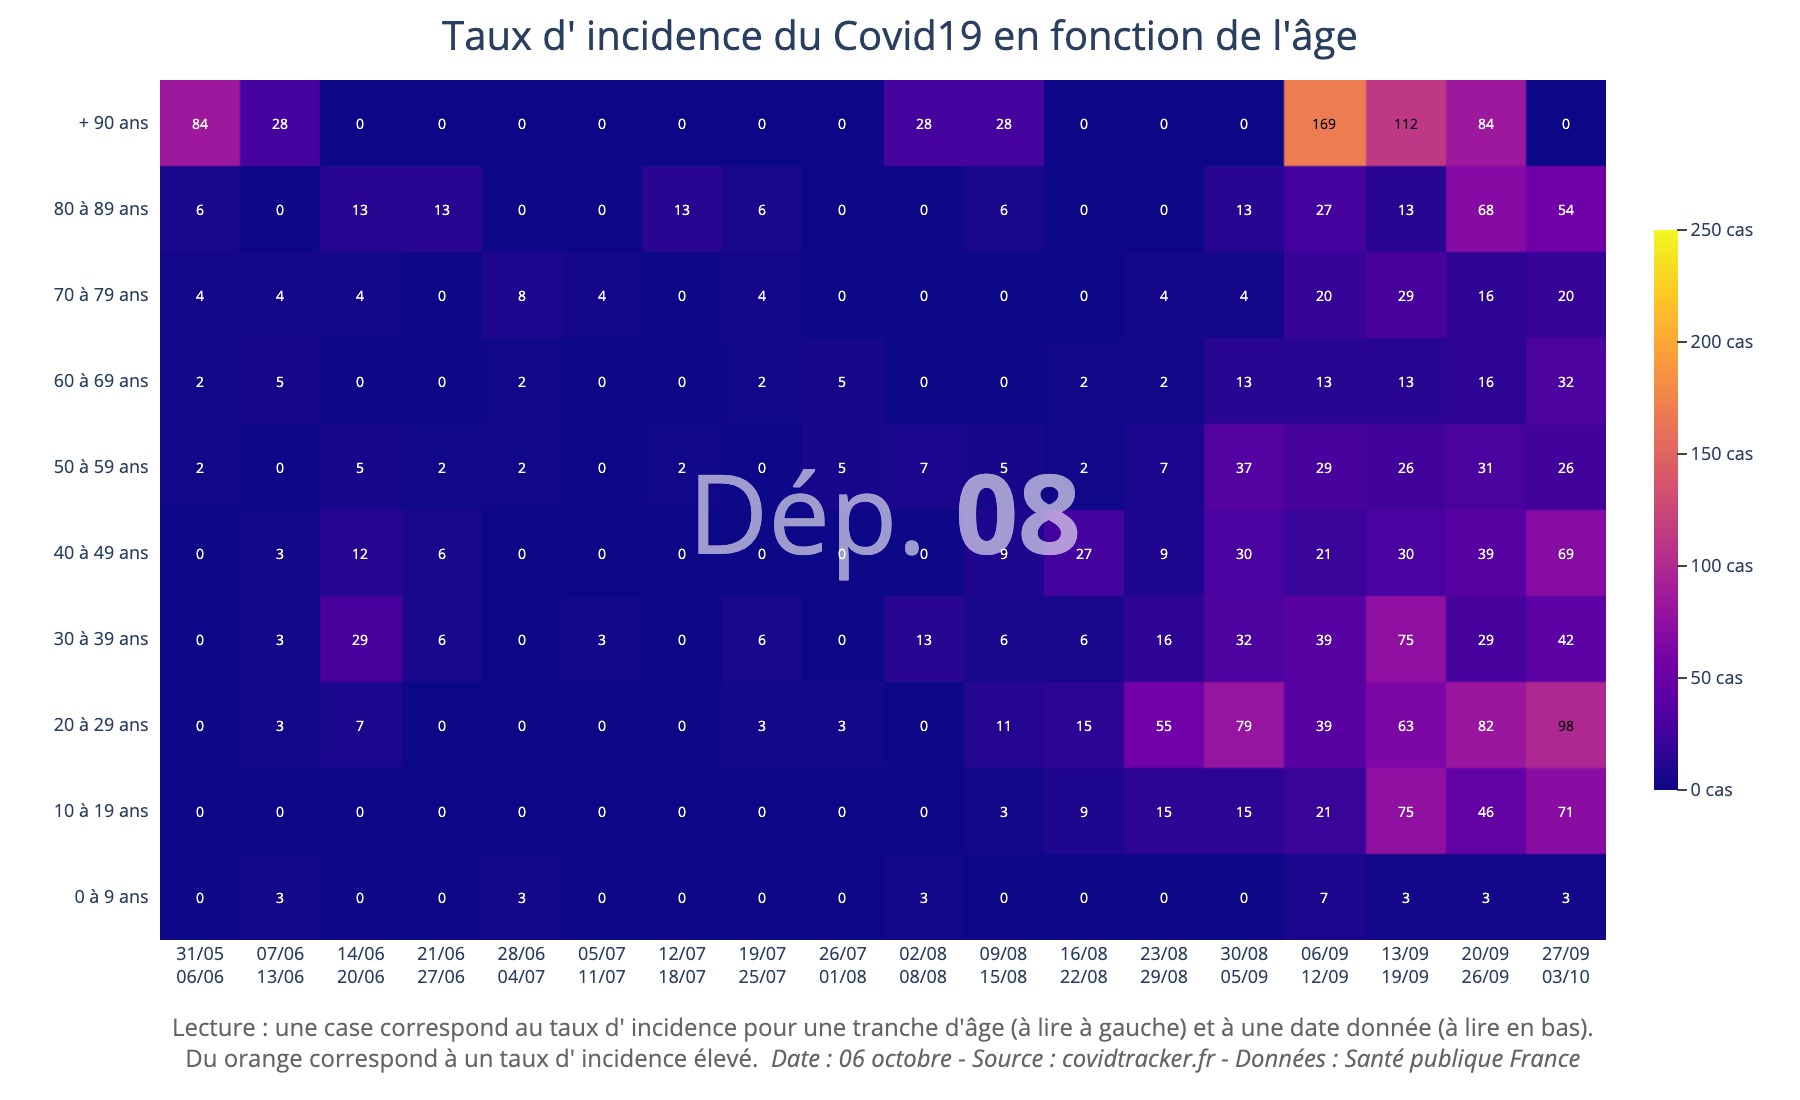 Taux d' incidence du Covid19 en fonction de l'âge
+ 90 ans 84 28 0 0 0 0 0 0 0 28 28 0 0 0 169 112 84 0
80 à 89 ans 6 0 13 13 0 0 13 6 0 0 6 0 0 13 27 13 68 54
70 à 79 ans 4 4 4 0 8 4 0 4 0 0 0 0 4 4 20 29 16 20
60 à 69 ans 2 5 0 0 2 0 0 2 5 0 0 2 2 13 13 13 16 32
50 à 59 ans 2 0 5 2 2 0 2 0 5 7 5 2 7 37 29 26 31 26
Dép. 08
40 à 49 ans 0 3 12 6 0 0 0 0 0 0 9 27 9 30 21 30 39 69
30 à 39 ans 0 3 29 6 0 3 0 6 0 13 6 6 16 32 39 75 29 42
20 à 29 ans 0 3 7 0 0 0 0 3 3 0 11 15 55 79 39 63 82 98
10 à 19 ans 0 0 0 0 0 0 0 0 0 0 3 9 15 15 21 75 46 71
0 à 9 ans 0 3 0 0 3 0 0 0 0 3 0 0 0 0 7 3 3 3
31/05 07/06 14/06 21/06 28/06 05/07 12/07 19/07 26/07 02/08 09/08 16/08 23/08 30/08 06/09 13/09 20/09 27/09
06/06 13/06 20/06 27/06 04/07 11/07 18/07 25/07 01/08 08/08 15/08 22/08 29/08 05/09 12/09 19/09 26/09 03/10
250 cas
200 cas
150 cas
100 cas
50 cas
0 cas
Lecture : une case correspond au taux d' incidence pour une tranche d'âge (à lire à gauche) et à une date donnée (à lire en bas).
Du orange correspond à un taux d' incidence élevé. Date : 06 octobre - Source : covidtracker.fr - Données : Santé publique France